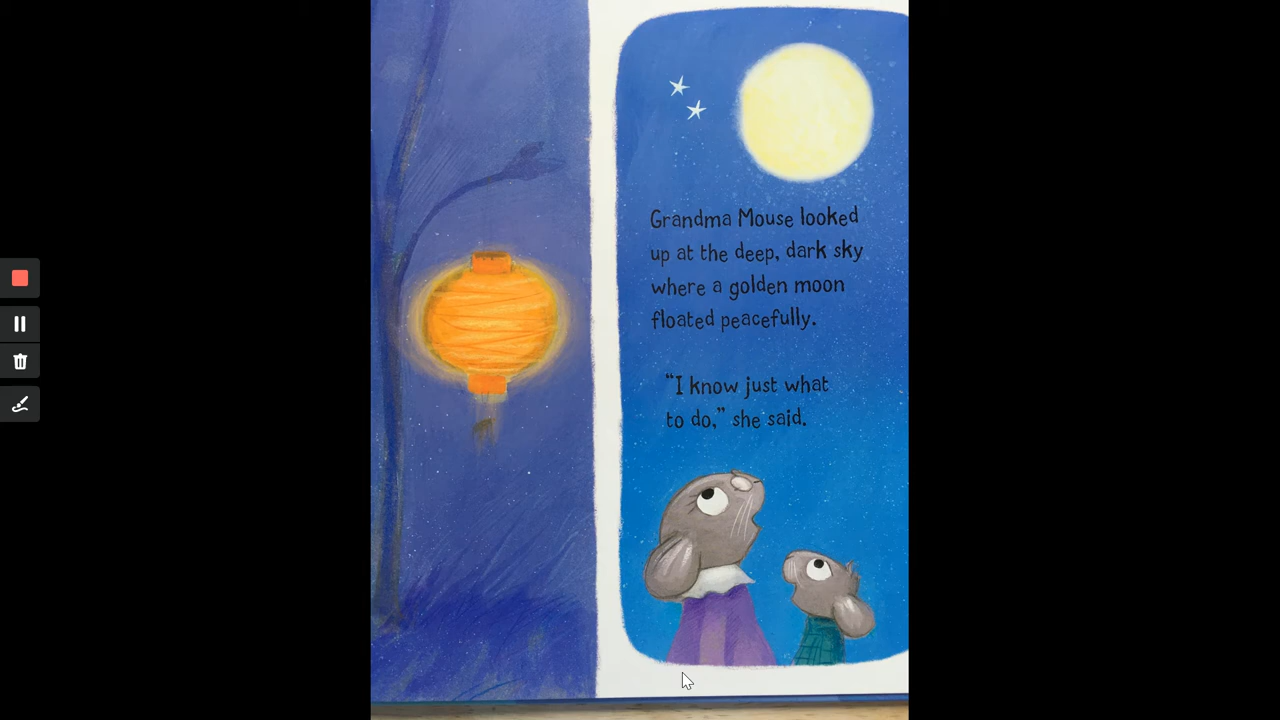 Grandma Mouse looked
up at the deep, dark sky
where a golden moon
floated peacefully.
“I know just what
to do,” she said.